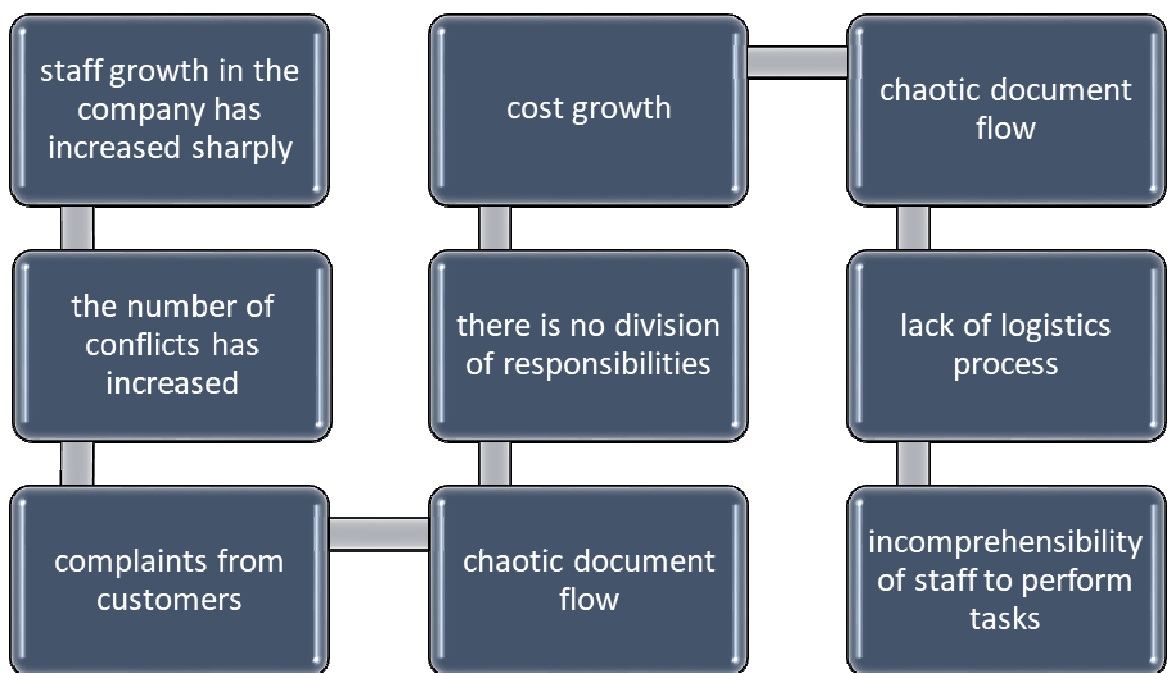 staff growth in the
company has
increased sharply
the number of
conflicts has
increased
complaints from
customers
chaotic document
flow
there is no division
of responsibilities
cost growth
chaotic document
flow
lack of logistics
process
incomprehensibility
of staff to perform
tasks